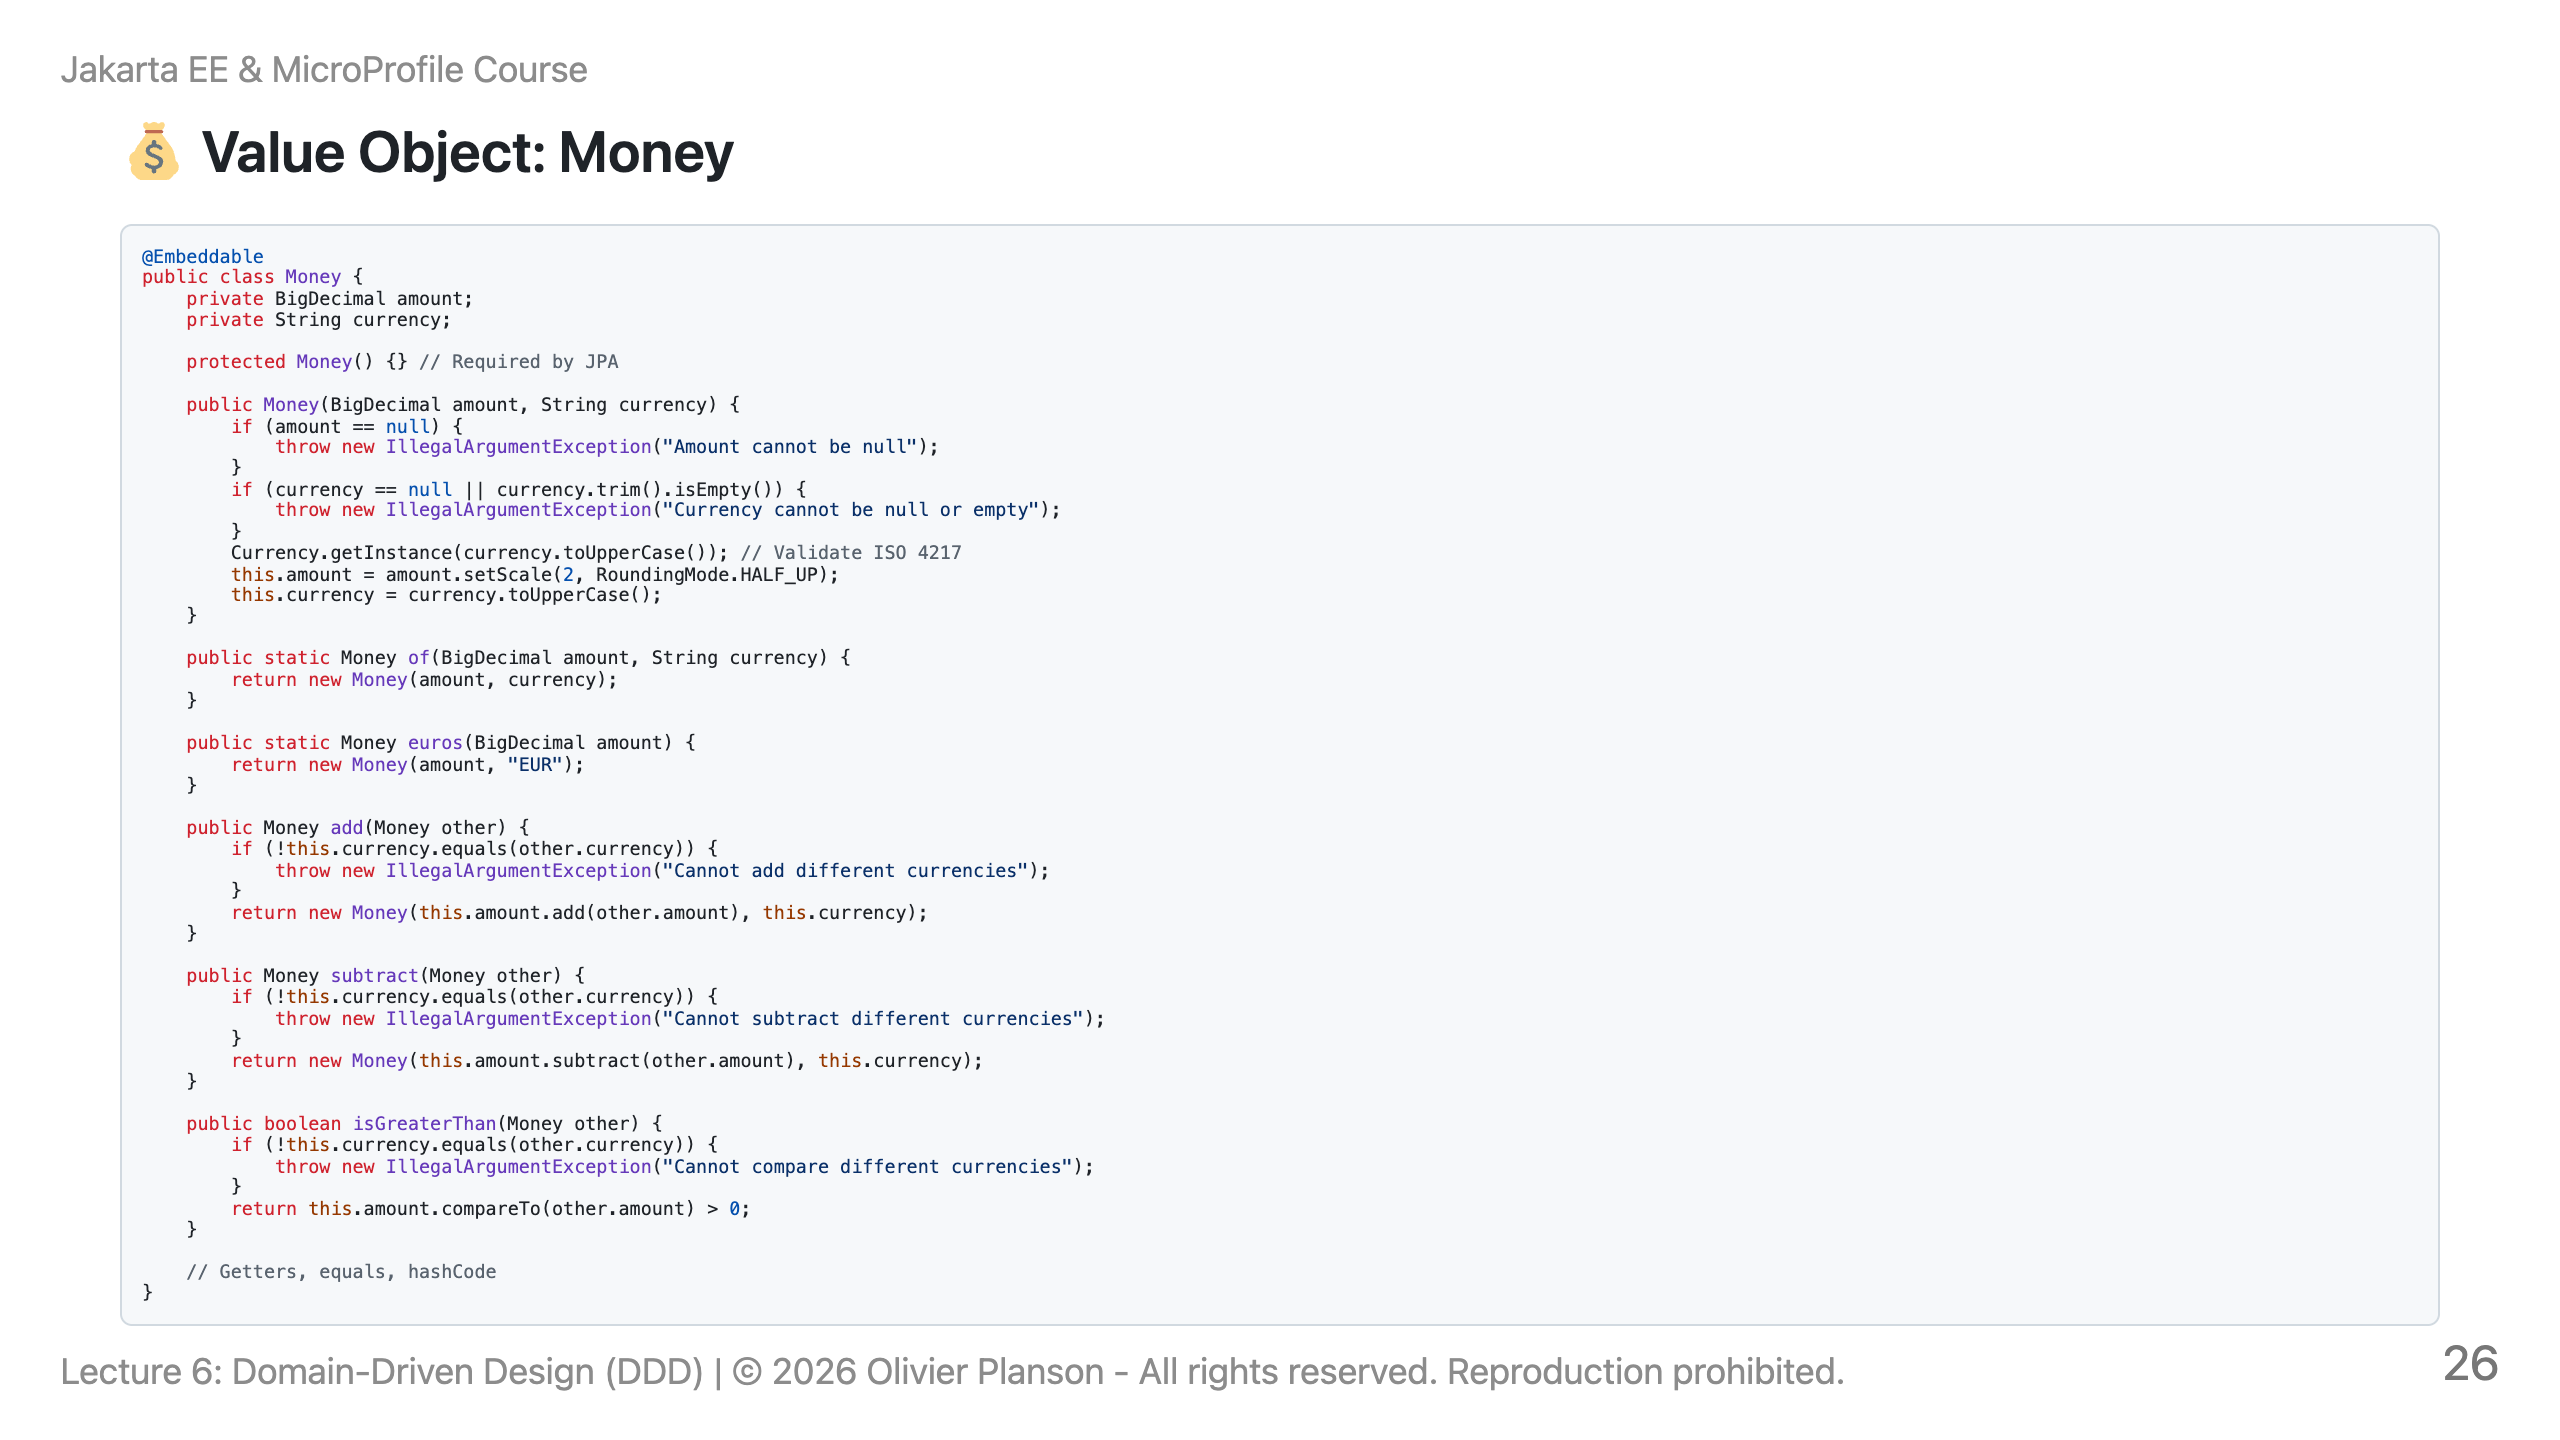 Jakarta EE & MicroProfile Course
💰 Value Object: Money
@Embeddable
public class Money {
    private BigDecimal amount;
    private String currency;

    protected Money() {} // Required by JPA

    public Money(BigDecimal amount, String currency) {
        if (amount == null) {
            throw new IllegalArgumentException("Amount cannot be null");
        }
        if (currency == null || currency.trim().isEmpty()) {
            throw new IllegalArgumentException("Currency cannot be null or empty");
        }
        Currency.getInstance(currency.toUpperCase()); // Validate ISO 4217
        this.amount = amount.setScale(2, RoundingMode.HALF_UP);
        this.currency = currency.toUpperCase();
    }

    public static Money of(BigDecimal amount, String currency) {
        return new Money(amount, currency);
    }

    public static Money euros(BigDecimal amount) {
        return new Money(amount, "EUR");
    }

    public Money add(Money other) {
        if (!this.currency.equals(other.currency)) {
            throw new IllegalArgumentException("Cannot add different currencies");
        }
        return new Money(this.amount.add(other.amount), this.currency);
    }

    public Money subtract(Money other) {
        if (!this.currency.equals(other.currency)) {
            throw new IllegalArgumentException("Cannot subtract different currencies");
        }
        return new Money(this.amount.subtract(other.amount), this.currency);
    }

    public boolean isGreaterThan(Money other) {
        if (!this.currency.equals(other.currency)) {
            throw new IllegalArgumentException("Cannot compare different currencies");
        }
        return this.amount.compareTo(other.amount) > 0;
    }

    // Getters, equals, hashCode
}
Lecture 6: Domain-Driven Design (DDD) | © 2026 Olivier Planson - All rights reserved. Reproduction prohibited.
26